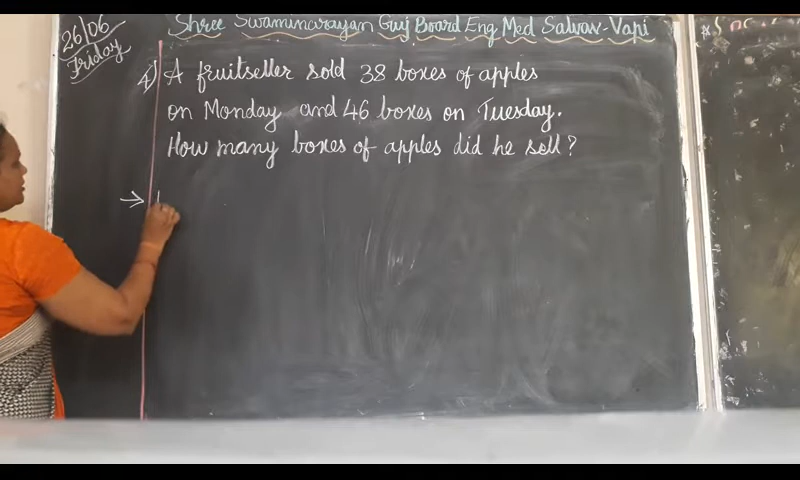 Shree Swaminarayan Guj Board Eng Med Salvav-Vapi
26/06
Friday
4) A fruitseller sold 38 boxes of apples
on Monday and 46 boxes on Tuesday.
How many boxes of apples did he sell?
→